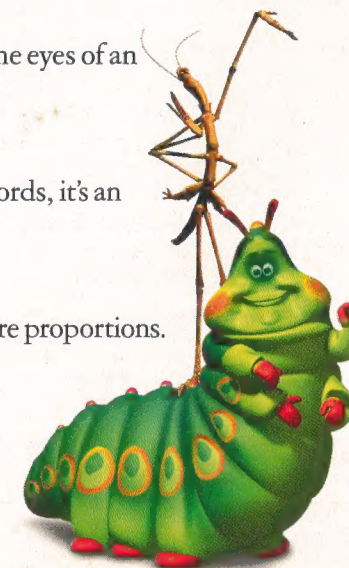 he eyes of an
ords, it's an
re proportions.